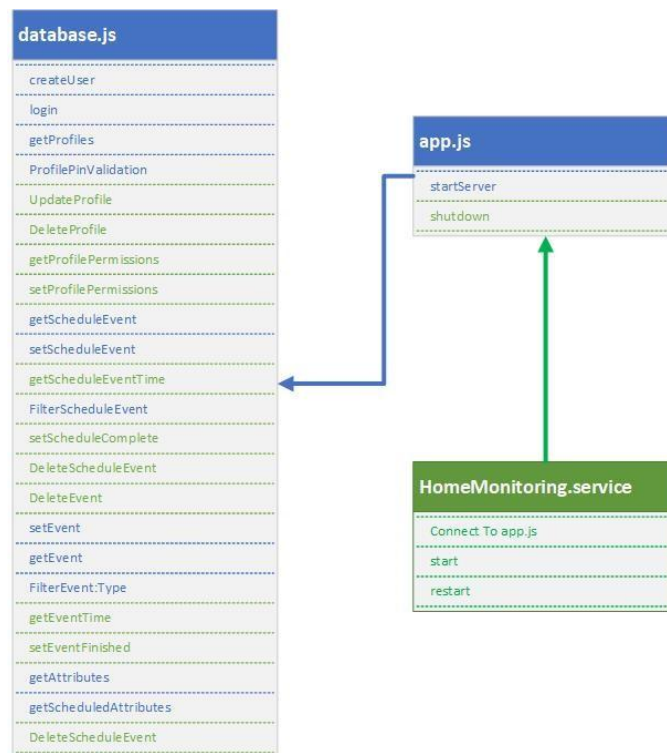 database.js
createUser
login
getProfiles
ProfilePinValidation
UpdateProfile
DeleteProfile
getProfilePermissions
setProfilePermissions
getScheduleEvent
setScheduleEvent
getScheduleEventTime
FilterScheduleEvent
setScheduleComplete
DeleteScheduleEvent
DeleteEvent
setEvent
getEvent
FilterEvent:Type
getEventTime
setEventFinished
getAttributes
getScheduledAttributes
DeleteScheduleEvent
app.js
startServer
shutdown
HomeMonitoring.service
Connect To app.js
start
restart